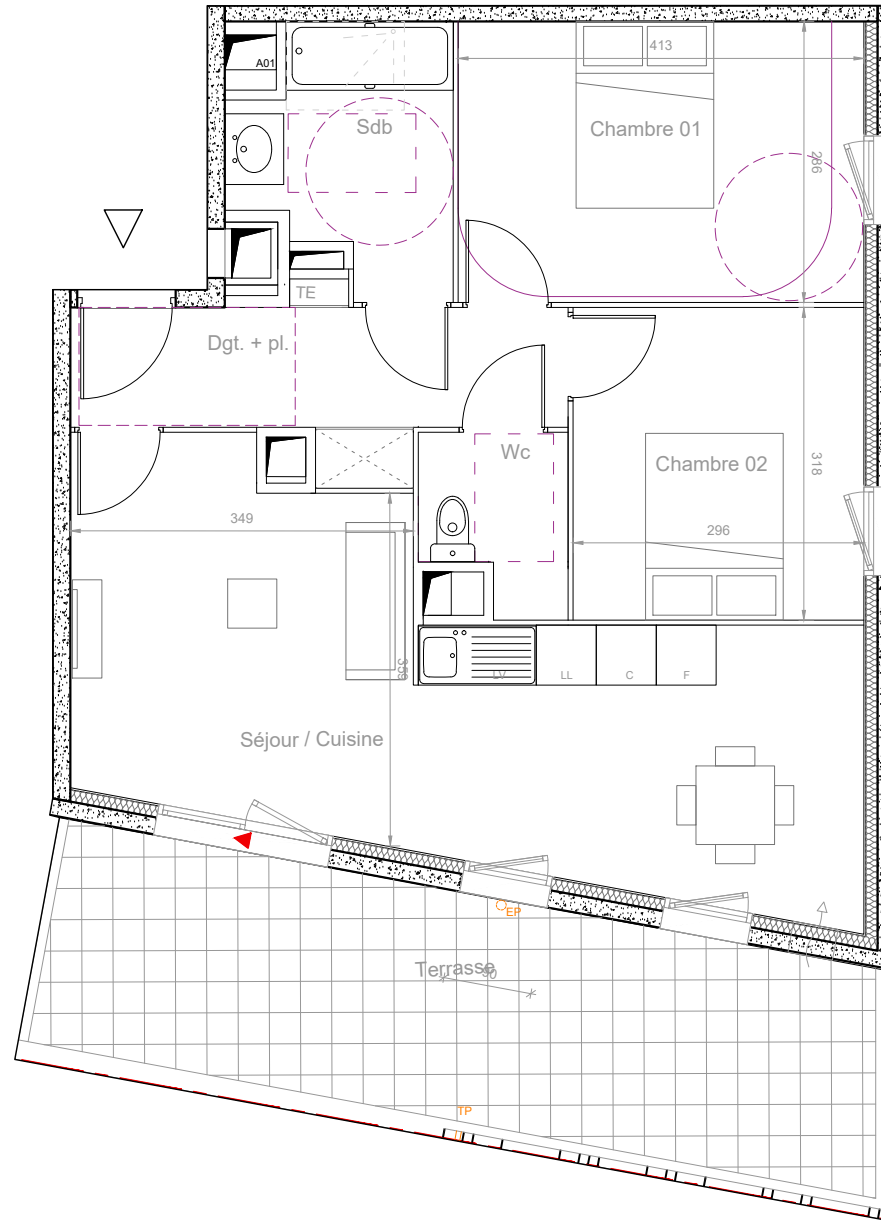 A01
Sdb
413
Chambre 01
286
TE
Dgt. + pl.
Wc
Chambre 02
318
349
296
359
LV
LL
C
F
Séjour / Cuisine
EP
Terrasse
90
TP